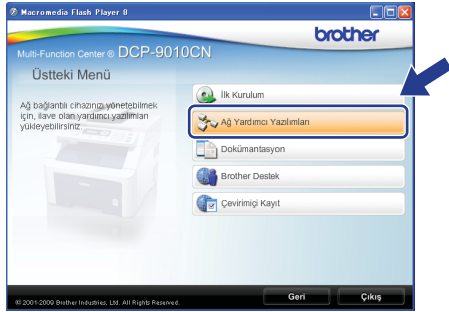 Macromedia Flash Player 8
brother
Multi-Function Center® DCP-9010CN
Üstteki Menü
Ağ bağlantılı cihazınızı yönetebilmek
için, ilave olan yardımcı yazılımları
yükleyebilirsiniz.
İlk Kurulum
Ağ Yardımcı Yazılımları
Dokümantasyon
Brother Destek
Çevirimiçi Kayıt
© 2001-2009 Brother Industries, Ltd. All Rights Reserved.
Geri
Çıkış